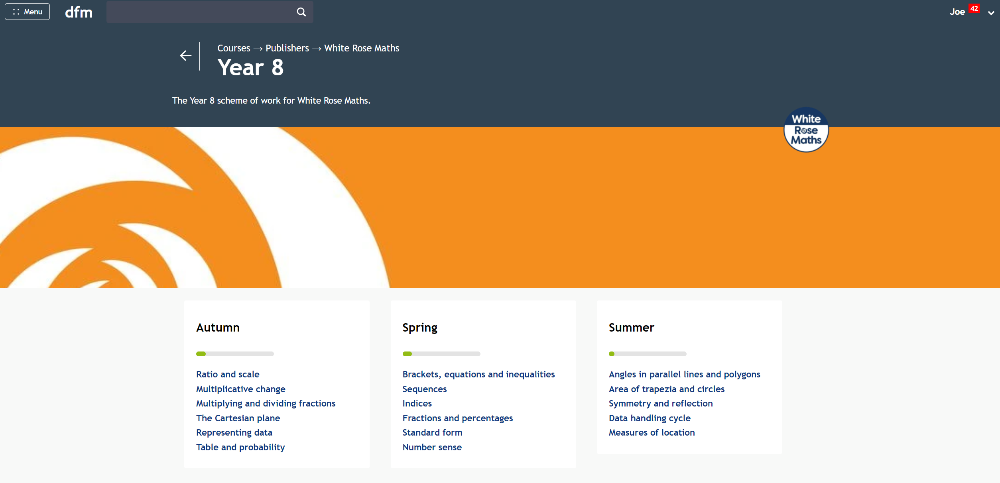 Menu
dfm
Joe 42
Courses → Publishers → White Rose Maths
Year 8
The Year 8 scheme of work for White Rose Maths.
White
Rose
Maths
Autumn
Ratio and scale
Multiplicative change
Multiplying and dividing fractions
The Cartesian plane
Representing data
Table and probability
Spring
Brackets, equations and inequalities
Sequences
Indices
Fractions and percentages
Standard form
Number sense
Summer
Angles in parallel lines and polygons
Area of trapezia and circles
Symmetry and reflection
Data handling cycle
Measures of location